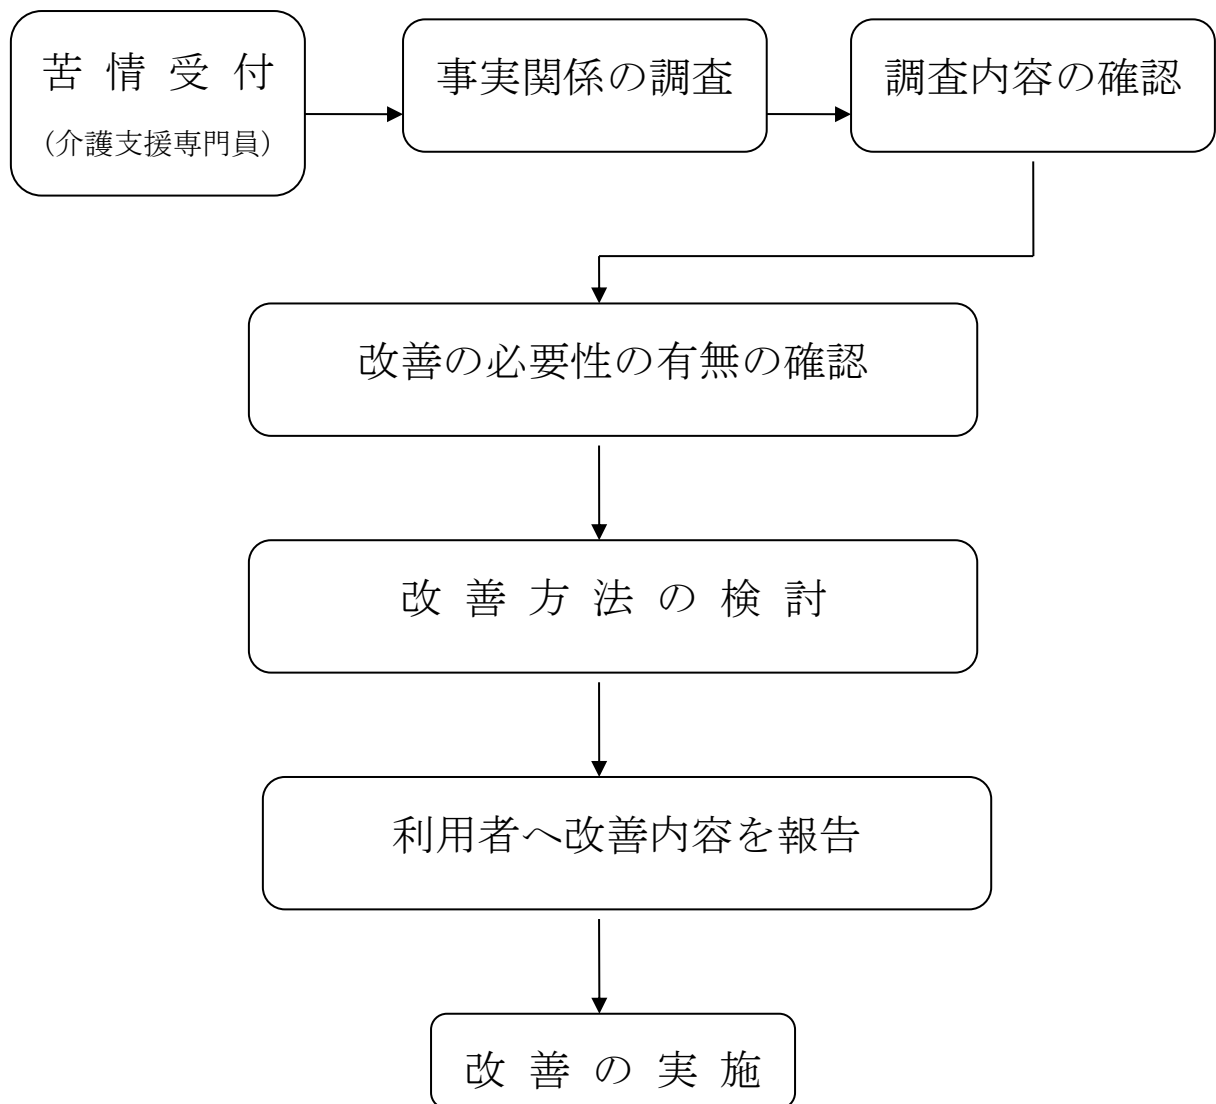 苦情受付
（介護支援専門員）
事実関係の調査
調査内容の確認
改善の必要性の有無の確認
改善方法の検討
利用者へ改善内容を報告
改善の実施